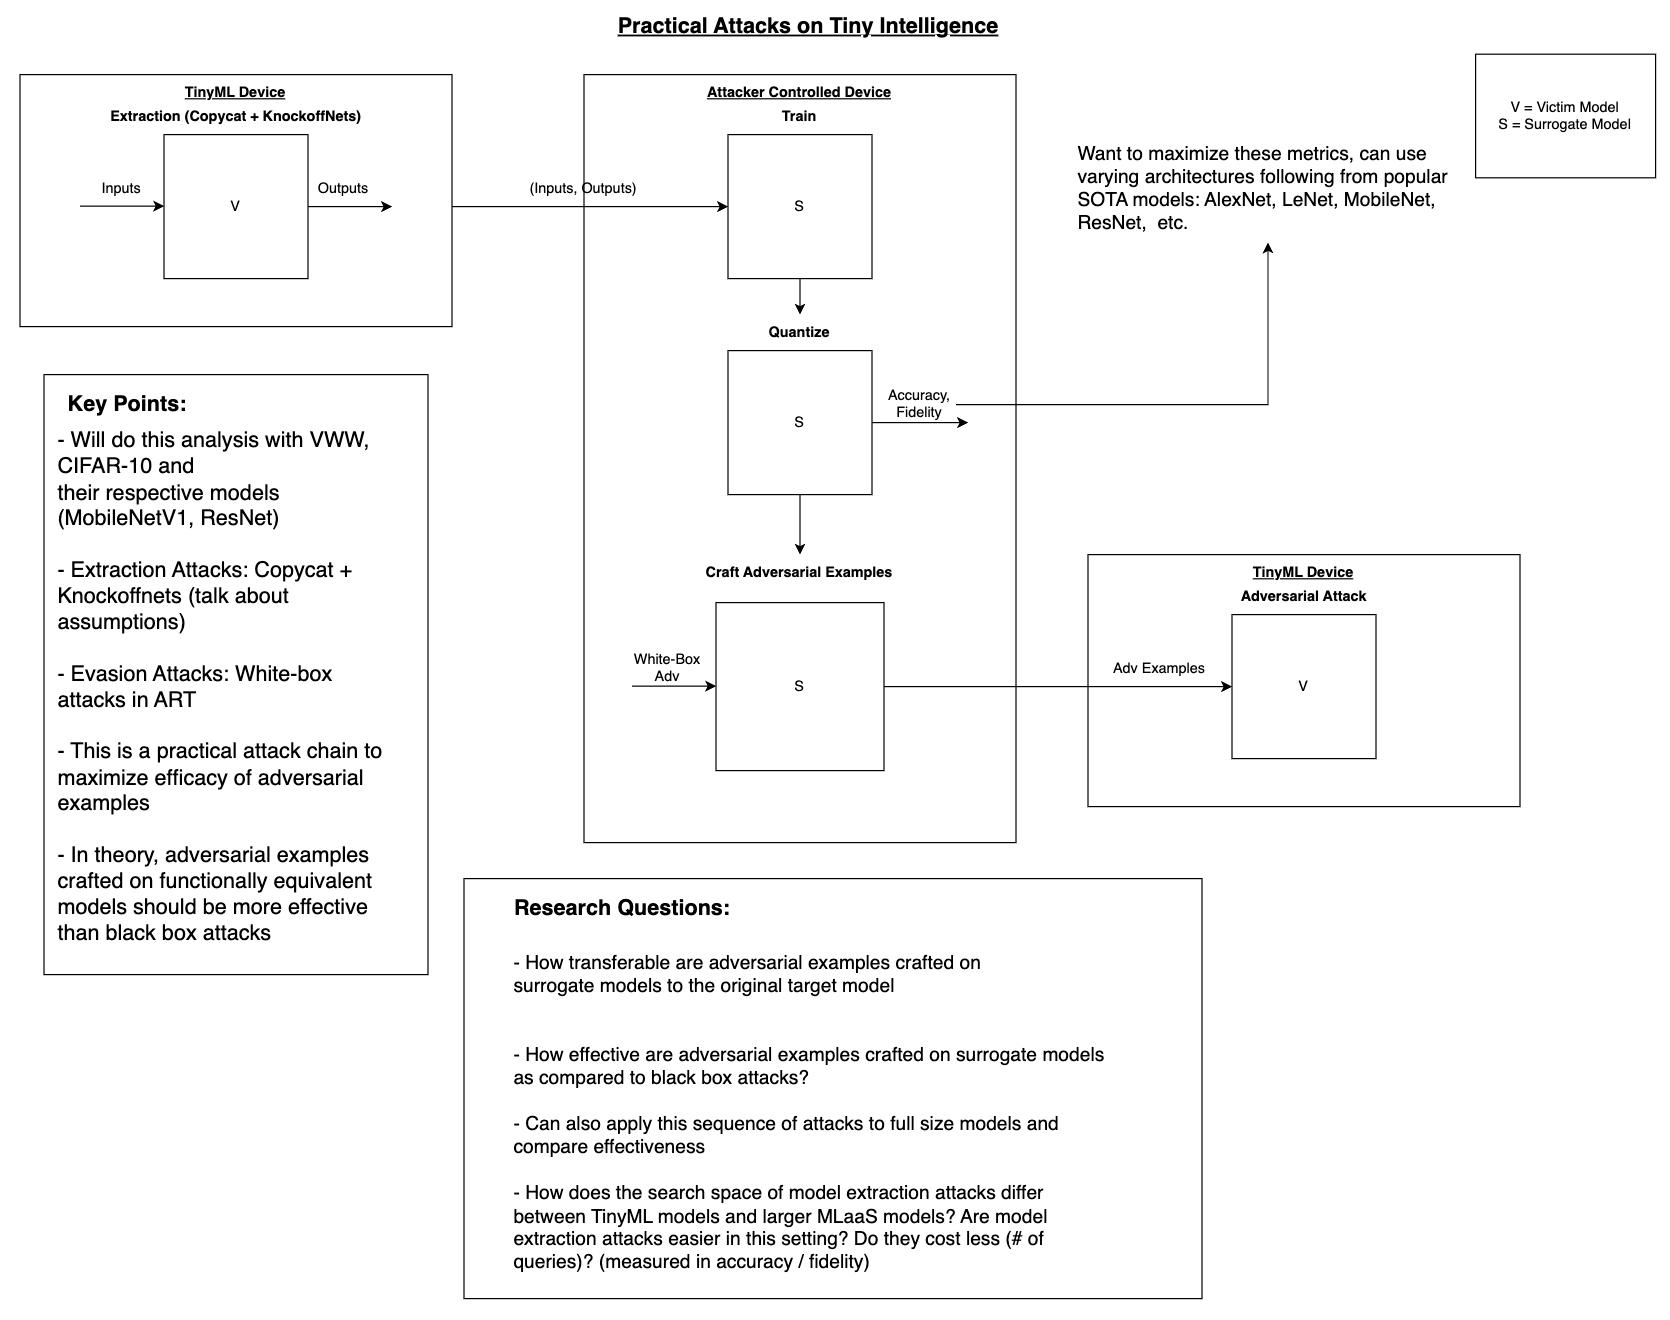 Practical Attacks on Tiny Intelligence
V = Victim Model
S = Surrogate Model
TinyML Device
Extraction (Copycat + KnockoffNets)
Inputs
V
Outputs
(Inputs, Outputs)
Attacker Controlled Device
Train
S
Quantize
S
Accuracy,
Fidelity
Want to maximize these metrics, can use
varying architectures following from popular
SOTA models: AlexNet, LeNet, MobileNet,
ResNet,  etc.
Craft Adversarial Examples
White-Box
Adv
S
TinyML Device
Adversarial Attack
Adv Examples
V
Key Points:
- Will do this analysis with VWW,
CIFAR-10 and
their respective models
(MobileNetV1, ResNet)
- Extraction Attacks: Copycat +
Knockoffnets (talk about
assumptions)
- Evasion Attacks: White-box
attacks in ART
- This is a practical attack chain to
maximize efficacy of adversarial
examples
- In theory, adversarial examples
crafted on functionally equivalent
models should be more effective
than black box attacks
Research Questions:
- How transferable are adversarial examples crafted on
surrogate models to the original target model
- How effective are adversarial examples crafted on surrogate models
as compared to black box attacks?
- Can also apply this sequence of attacks to full size models and
compare effectiveness
- How does the search space of model extraction attacks differ
between TinyML models and larger MLaaS models? Are model
extraction attacks easier in this setting? Do they cost less (# of
queries)? (measured in accuracy / fidelity)